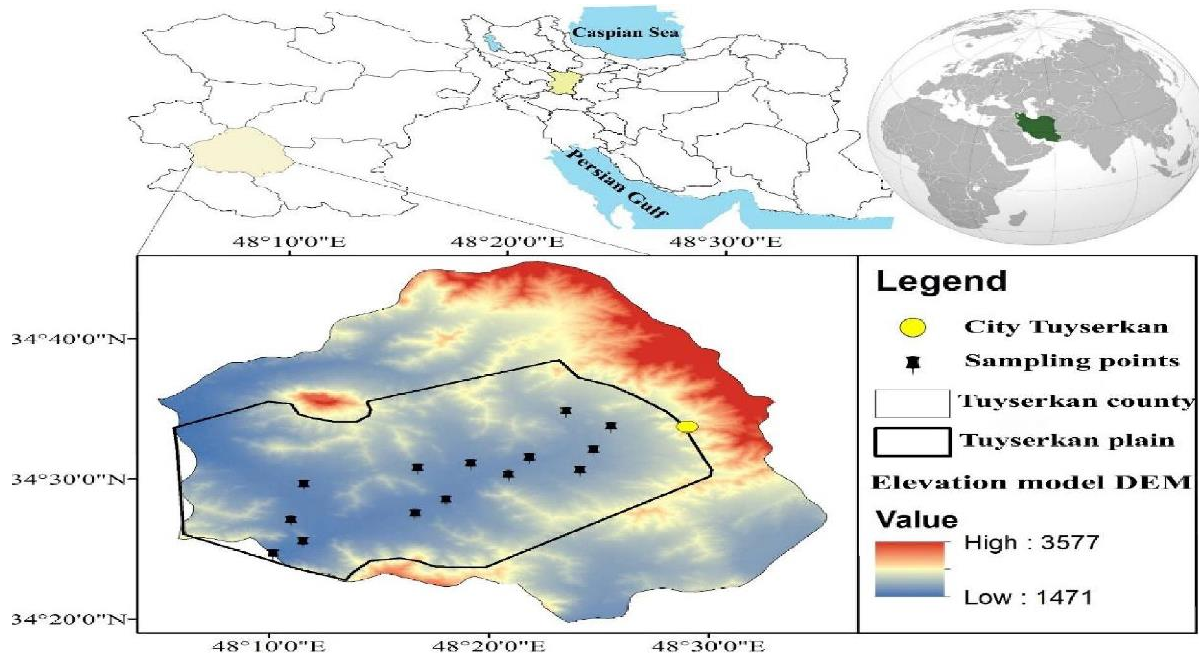 Caspian Sea
Persian Gulf
48°10'0"E 48°20'0"E 48°30'0"E
34°40'0"N
34°30'0"N
34°20'0"N
48°10'0"E 48°20'0"E 48°30'0"E
Legend
City Tuyserkan
Sampling points
Tuyserkan county
Tuyserkan plain
Elevation model DEM
Value
High : 3577
Low : 1471